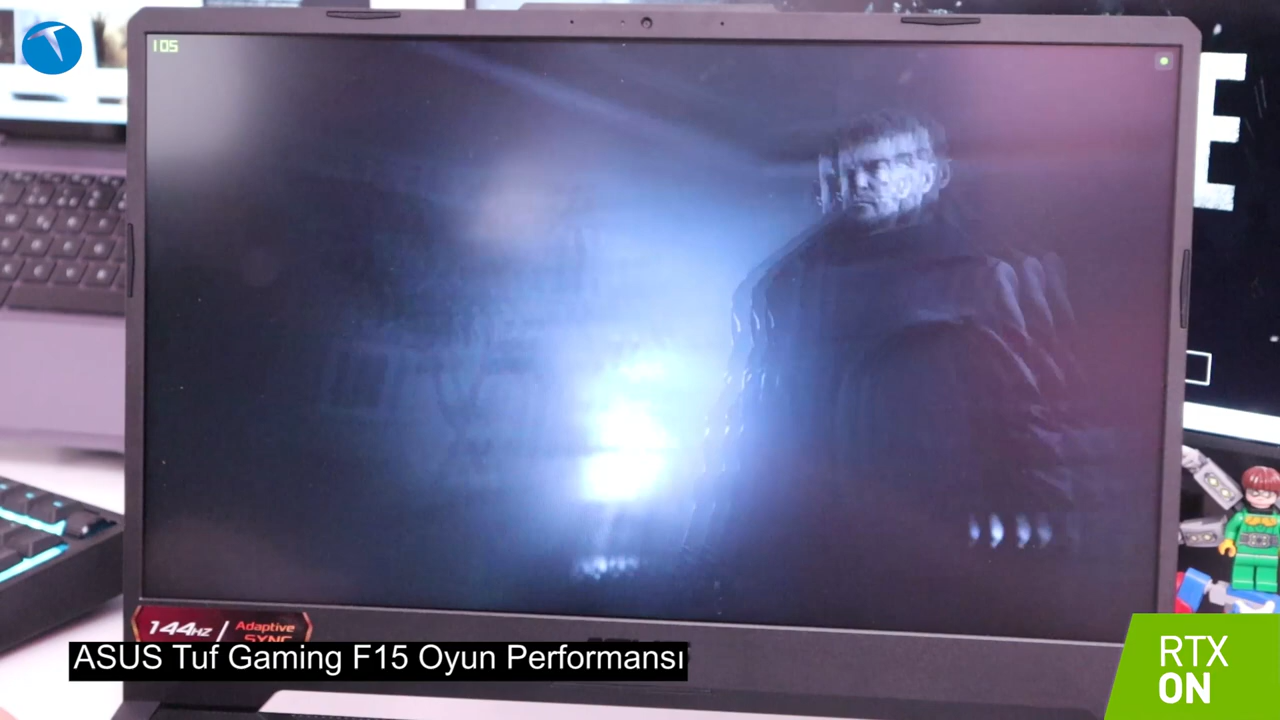 105
E
144HZ / Adaptive
SYNC
ASUS Tuf Gaming F15 Oyun Performansı
RTX
ON